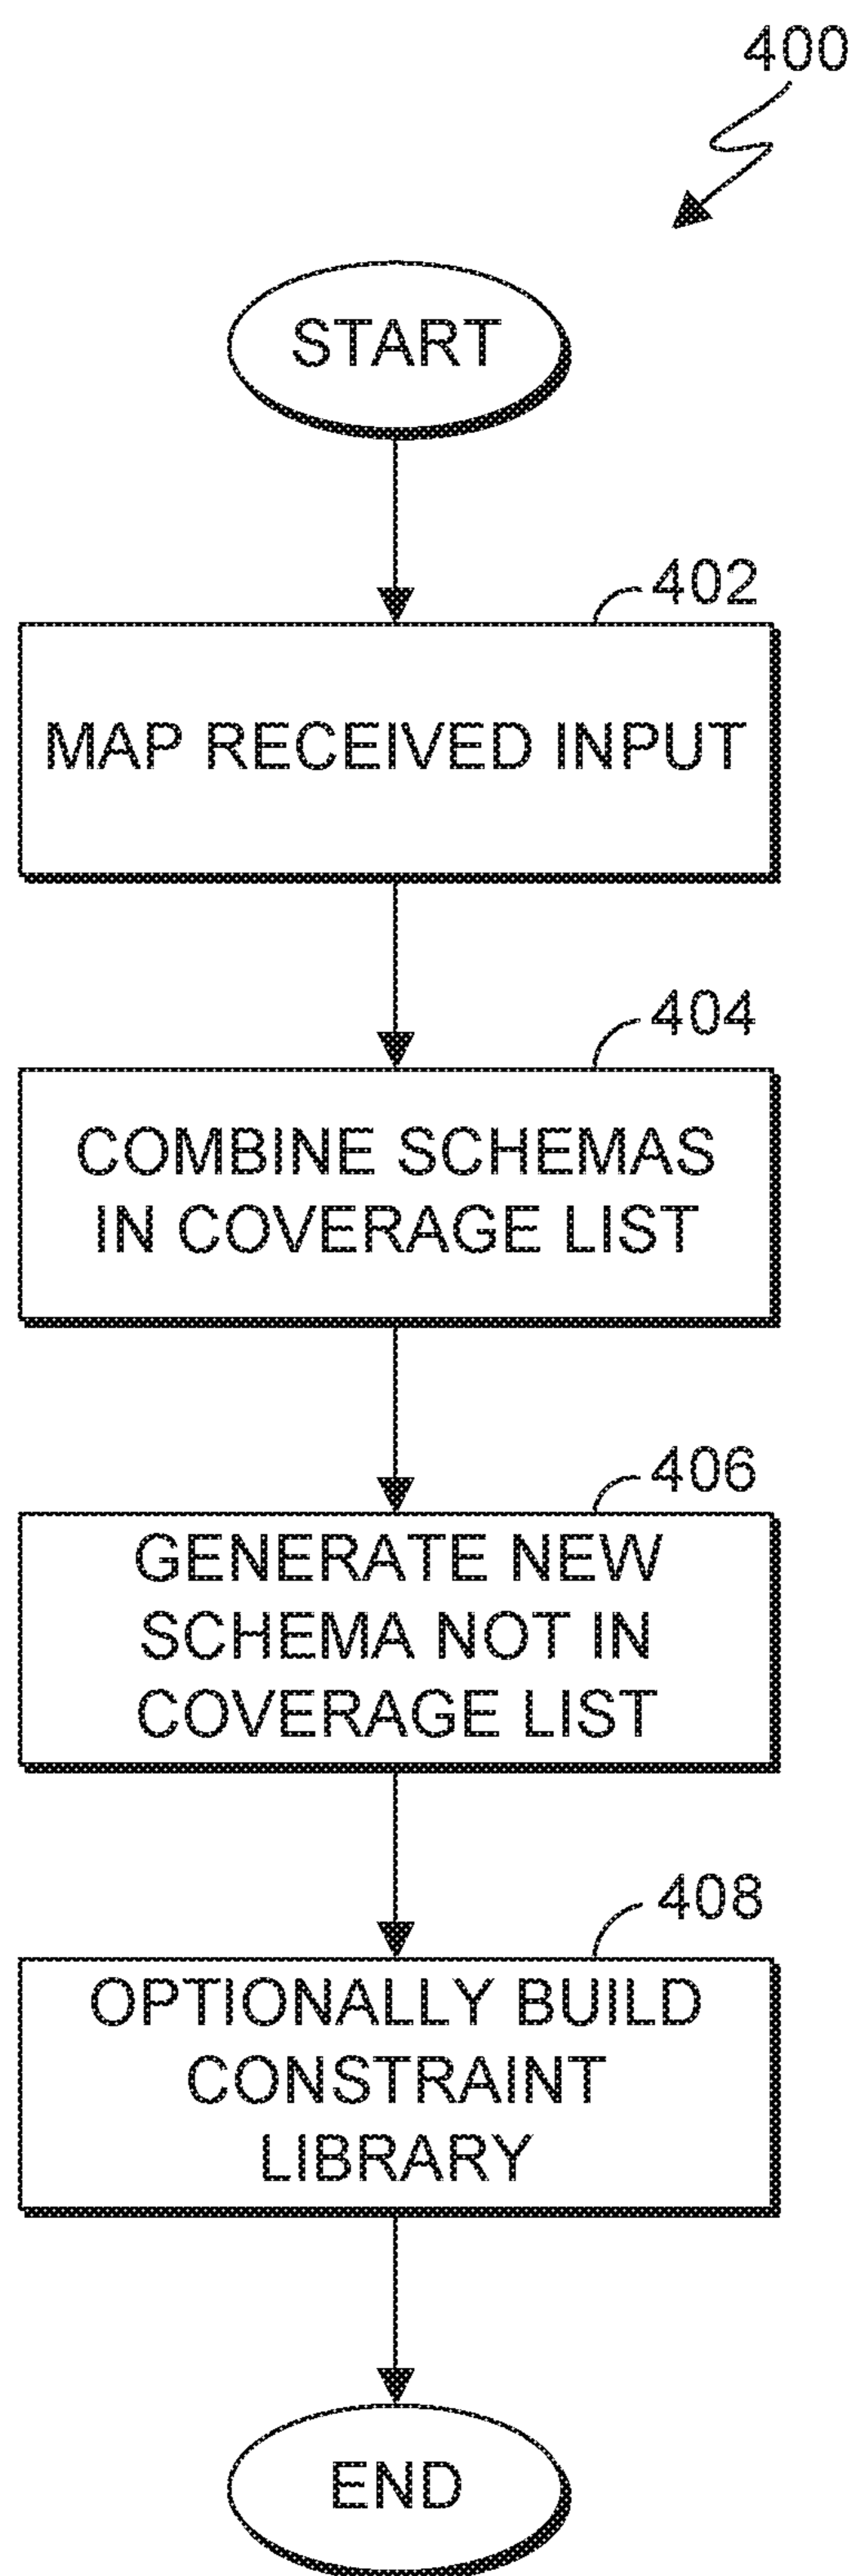 400
START
402
MAP RECEIVED INPUT
404
COMBINE SCHEMAS
IN COVERAGE LIST
406
GENERATE NEW
SCHEMA NOT IN
COVERAGE LIST
408
OPTIONALLY BUILD
CONSTRAINT
LIBRARY
END